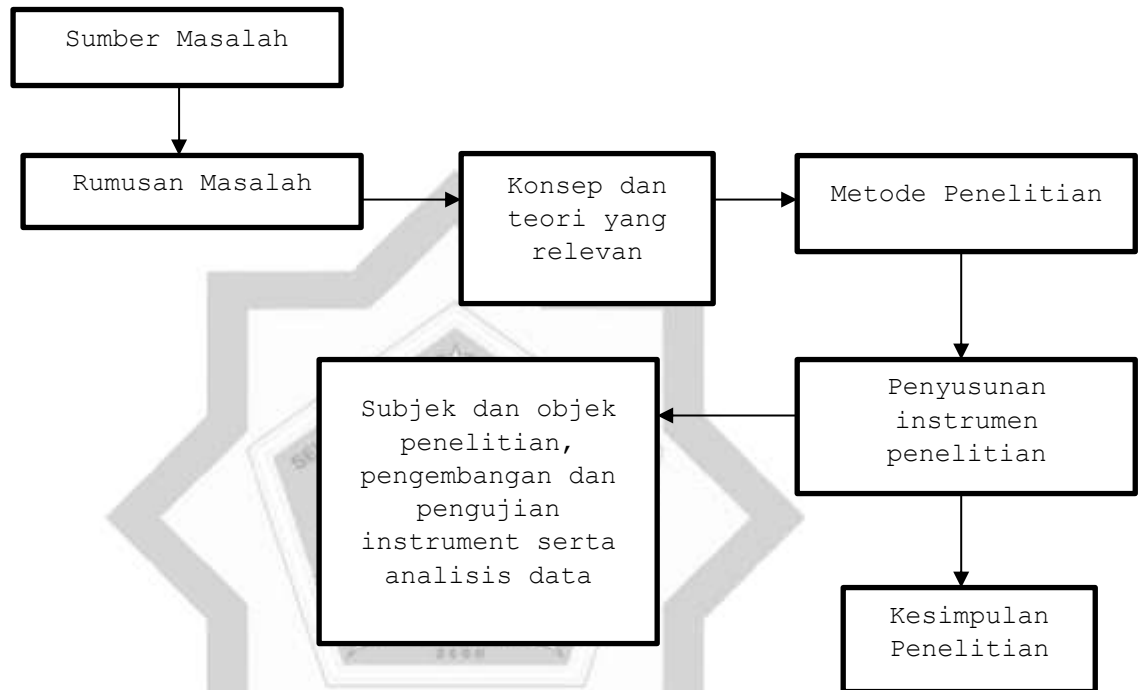 Sumber Masalah
Rumusan Masalah
Konsep dan
teori yang
relevan
Metode Penelitian
Penyusunan
instrumen
penelitian
Subjek dan objek
penelitian,
pengembangan dan
pengujian
instrument serta
analisis data
Kesimpulan
Penelitian